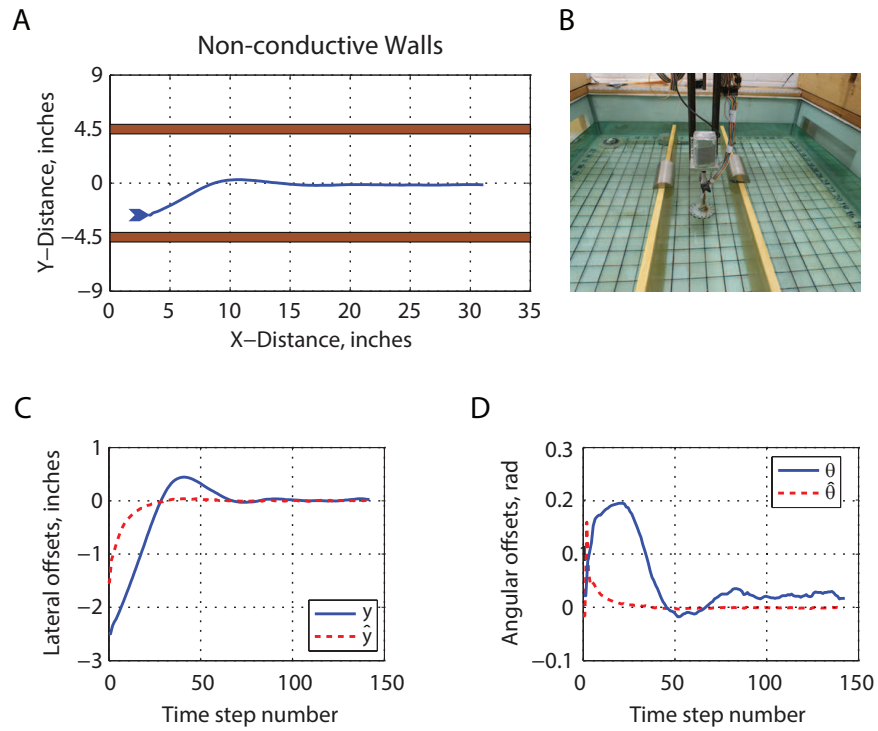 A
Non-conductive Walls
9
4.5
0
−4.5
−9
Y−Distance, inches
0
5
10
15
20
25
30
35
X−Distance, inches
B
C
1
0
−1
−2
−3
Lateral offsets, inches
y
ŷ
0
50
100
150
Time step number
D
0.3
0.2
0.
0
−0.1
Angular offsets, rad
θ
θ̂
0
50
100
150
Time step number